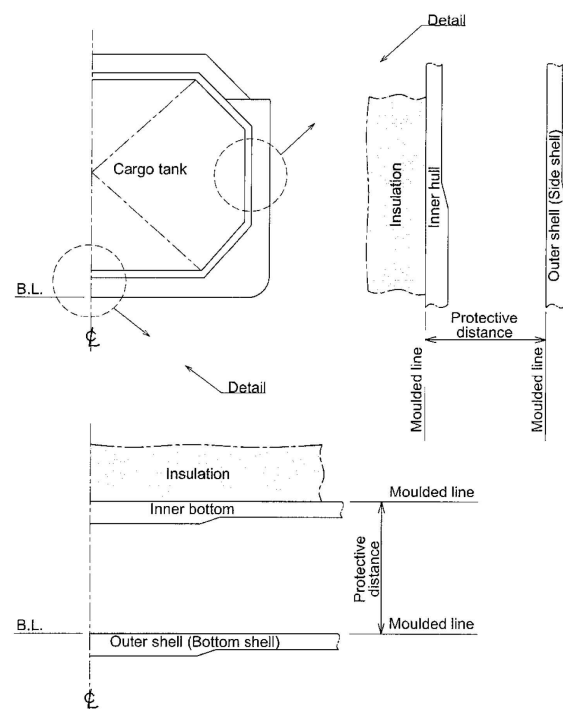 Detail
Cargo tank
B.L.
℄
Detail
Insulation
Inner hull
Outer shell (Side shell)
Protective
distance
Moulded line
Moulded line
Insulation
Inner bottom
Moulded line
Protective
distance
B.L.
Outer shell (Bottom shell)
Moulded line
℄